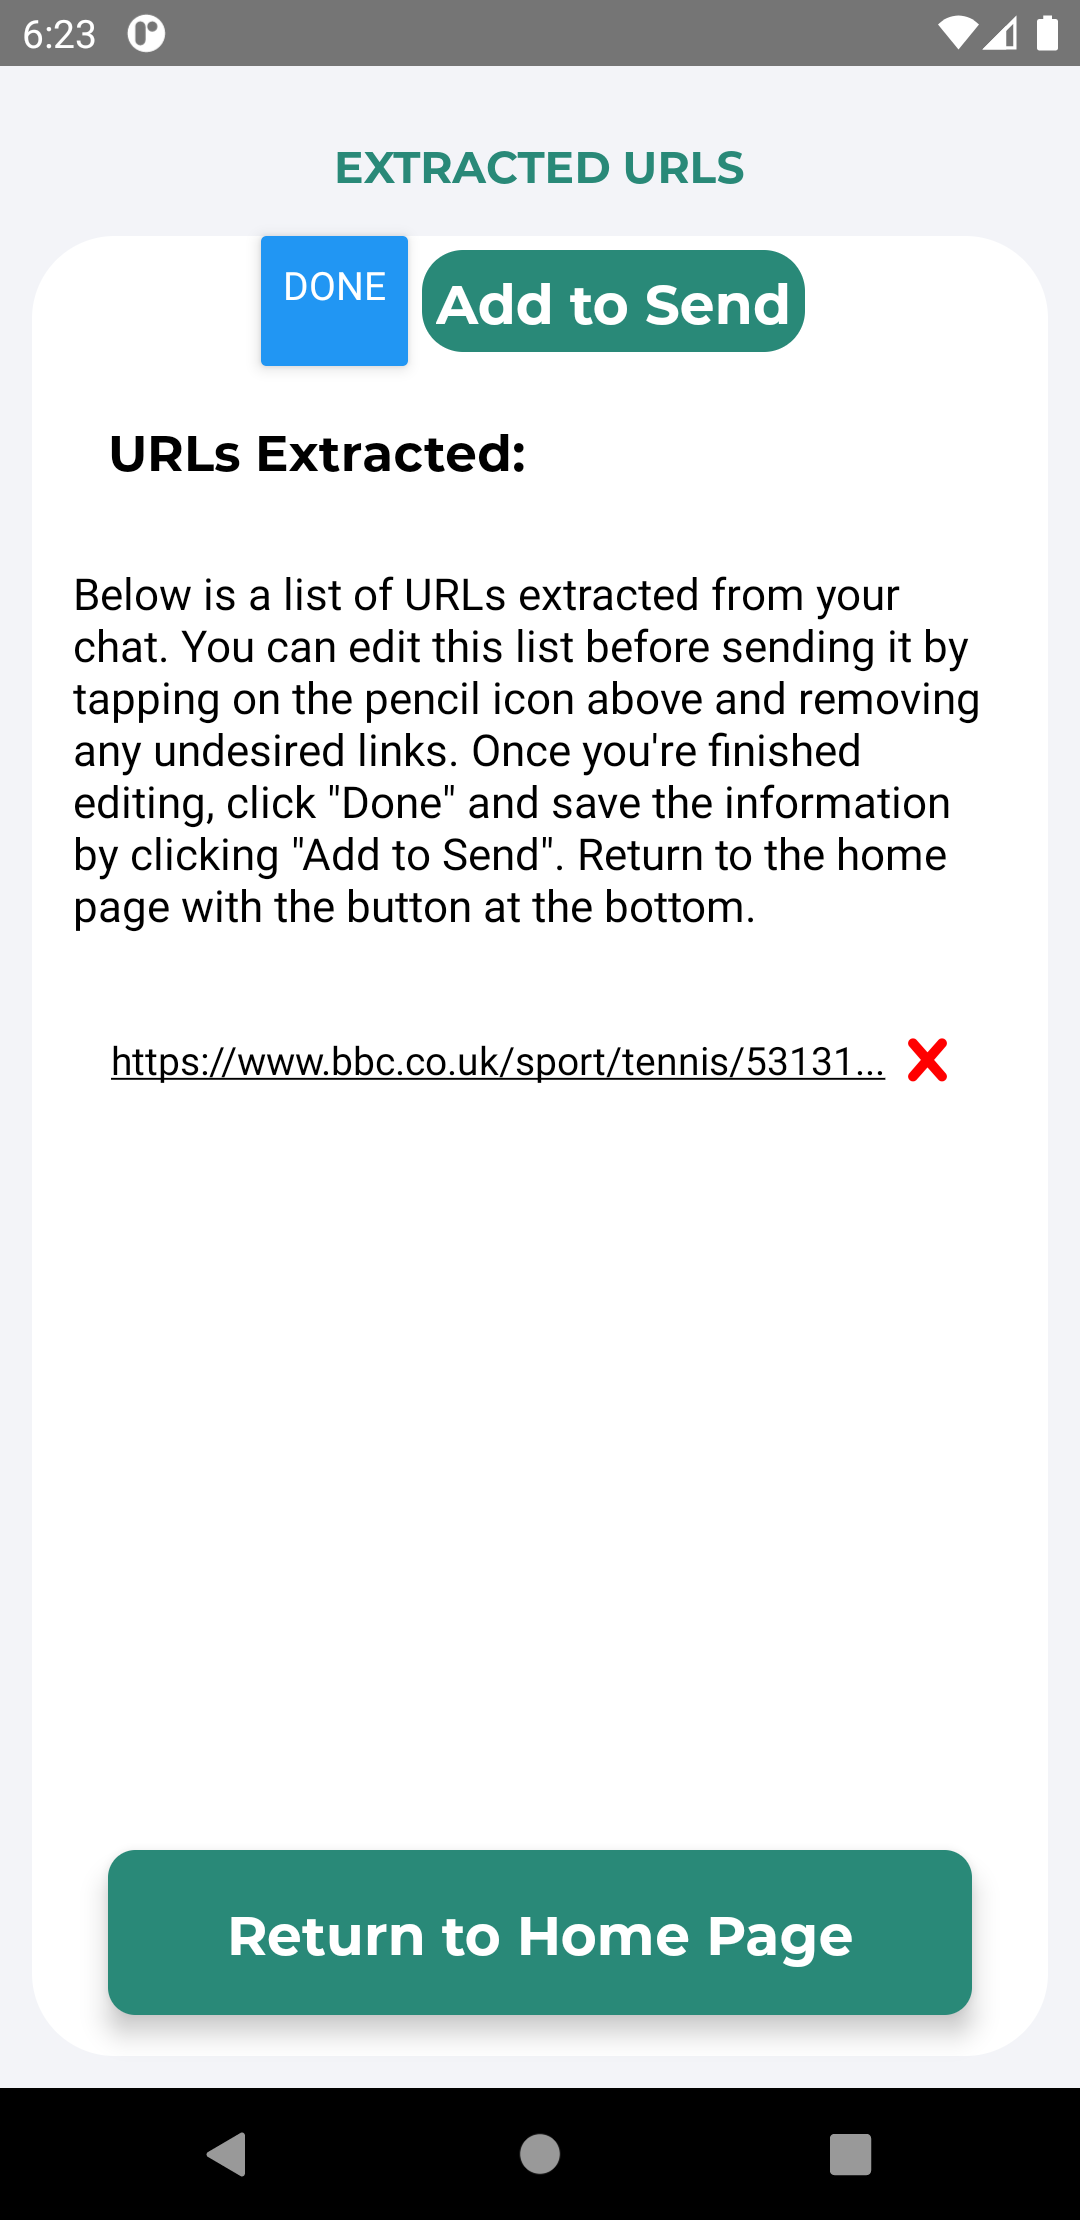 6:23
EXTRACTED URLS
DONE
Add to Send
URLs Extracted:
Below is a list of URLs extracted from your
chat. You can edit this list before sending it by
tapping on the pencil icon above and removing
any undesired links. Once you're finished
editing, click "Done" and save the information
by clicking "Add to Send". Return to the home
page with the button at the bottom.
https://www.bbc.co.uk/sport/tennis/53131...
Return to Home Page